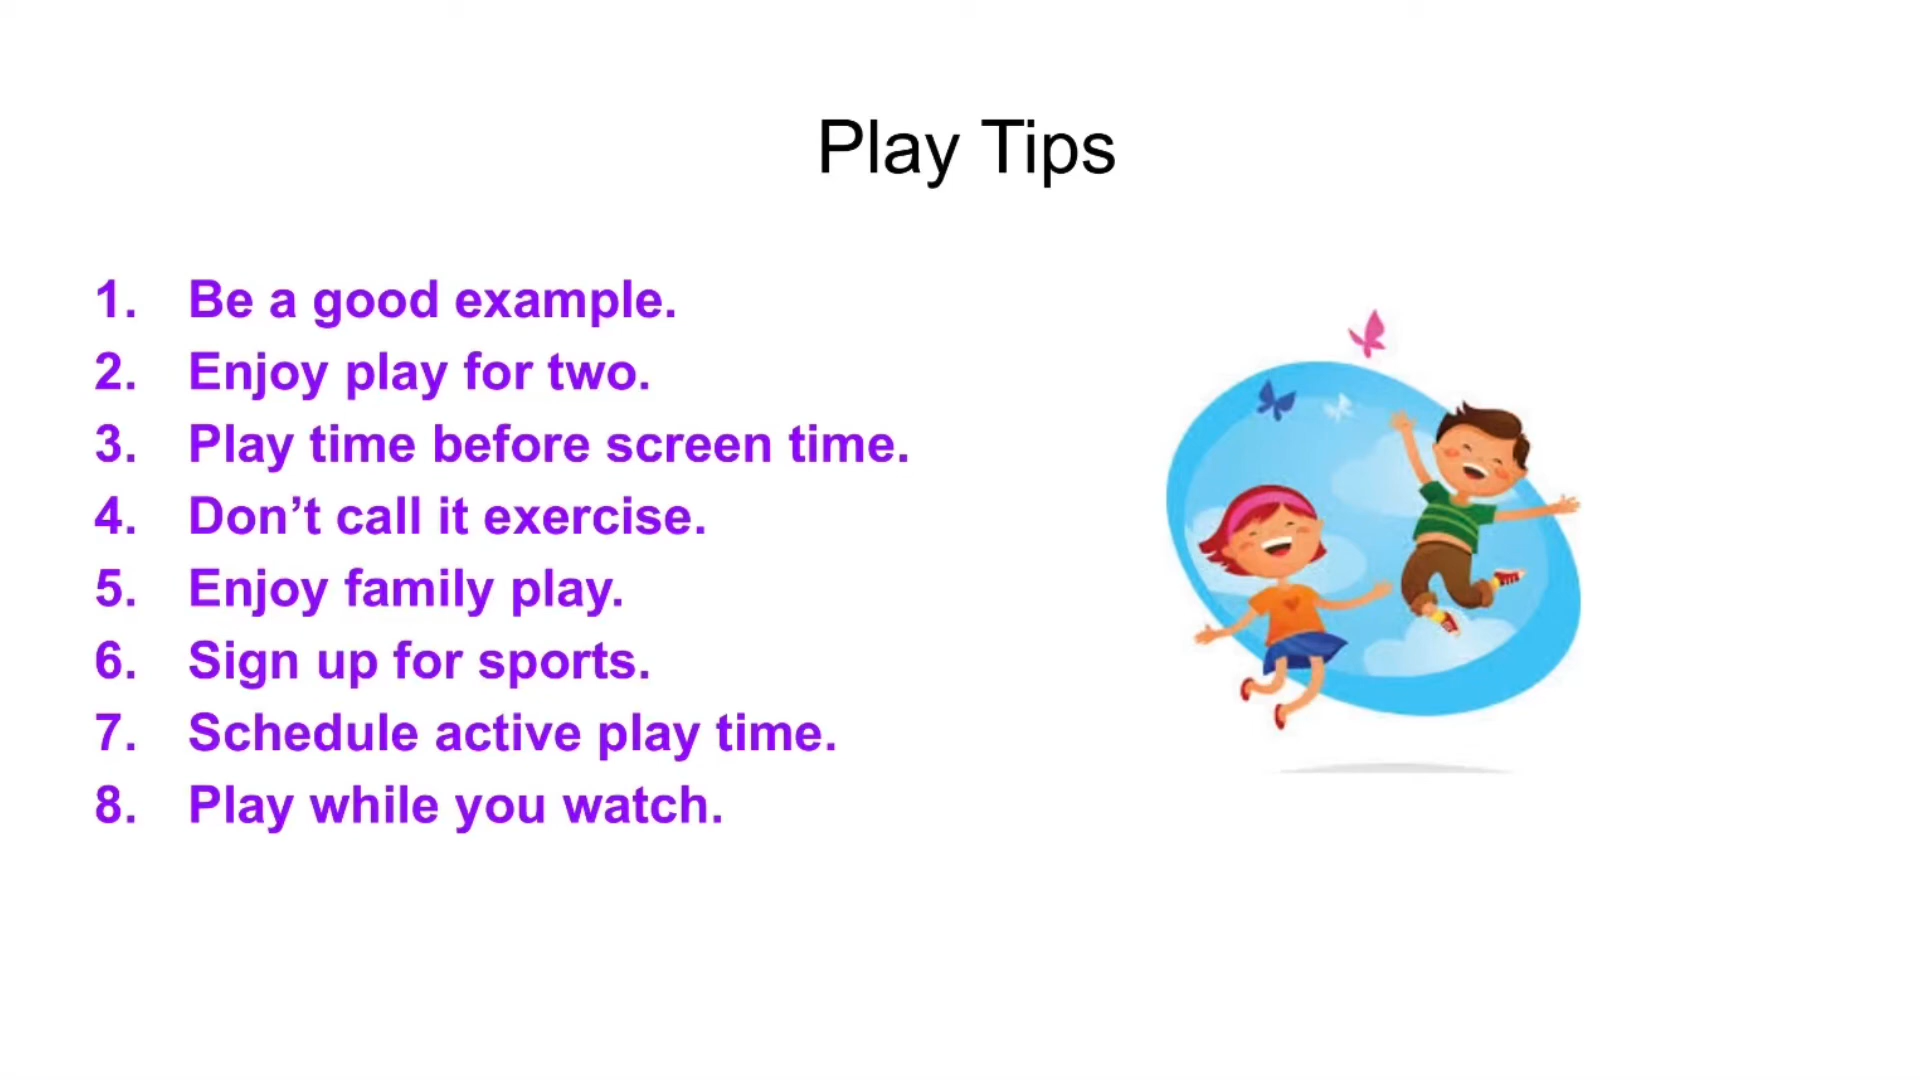 Play Tips
1. Be a good example.
2. Enjoy play for two.
3. Play time before screen time.
4. Don’t call it exercise.
5. Enjoy family play.
6. Sign up for sports.
7. Schedule active play time.
8. Play while you watch.